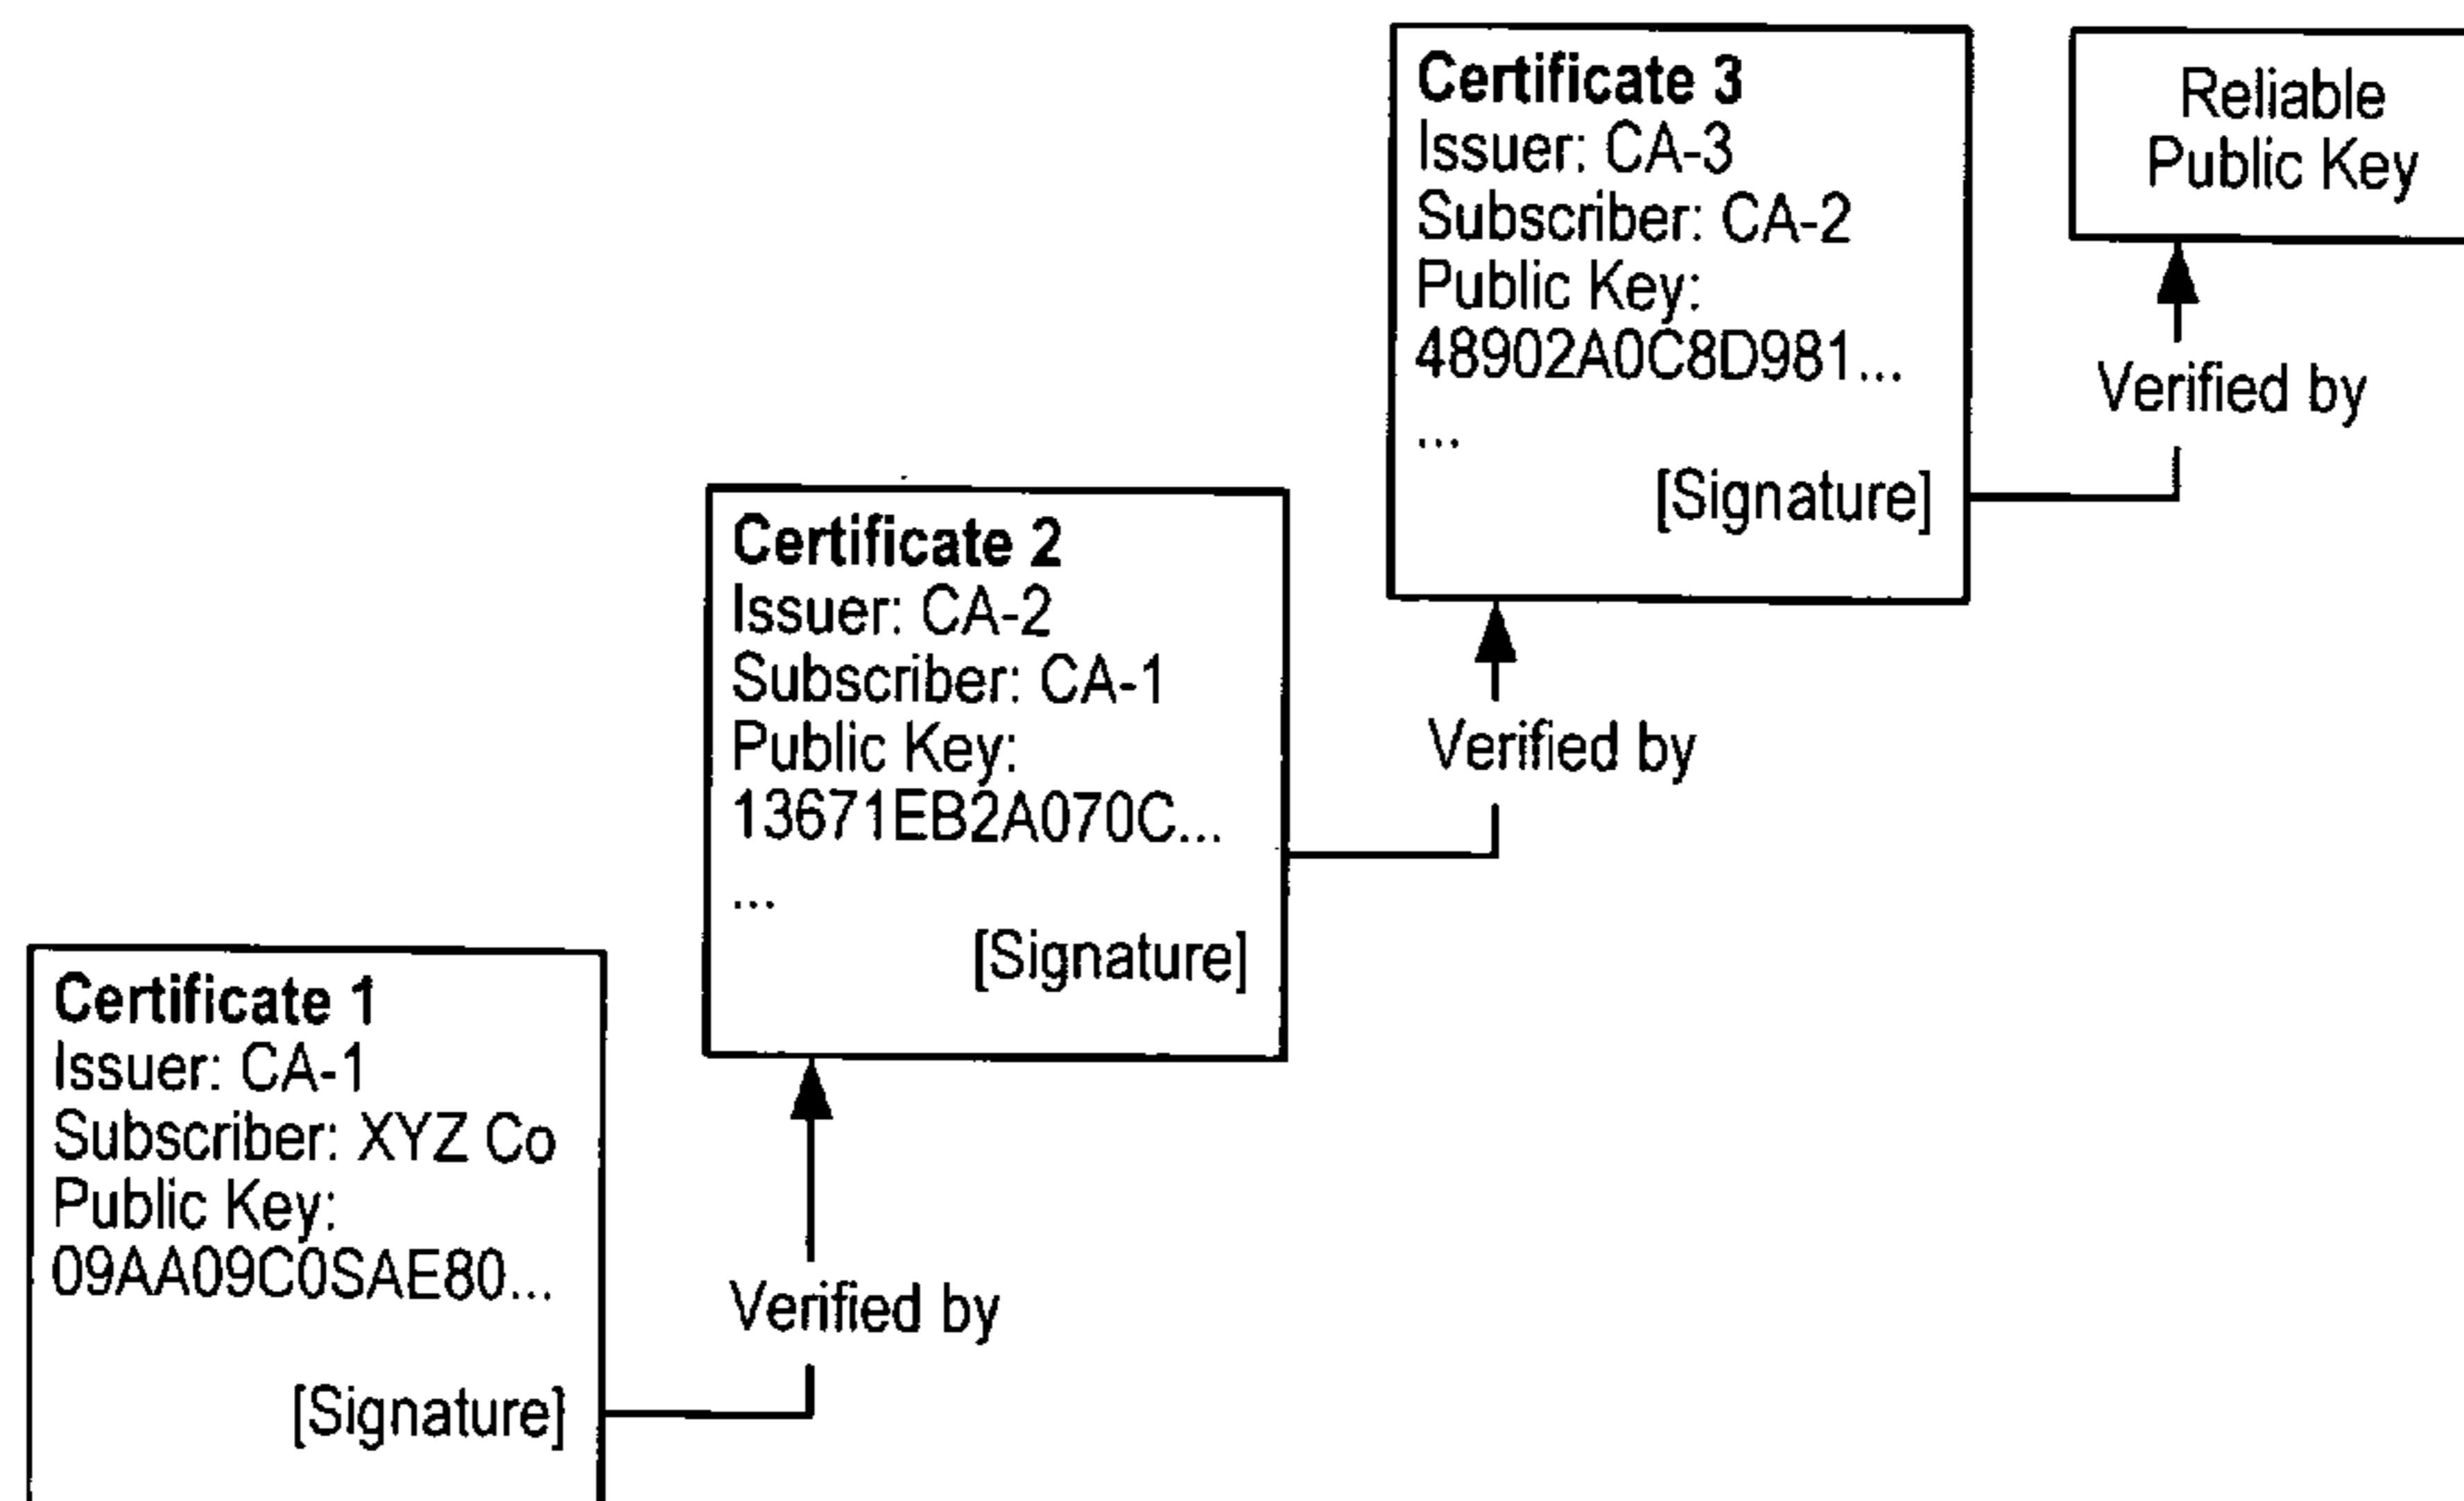 Certificate 3
Issuer: CA-3
Subscriber: CA-2
Public Key:
48902A0C8D981...
...
[Signature]
Reliable
Public Key
Verified by
Certificate 2
Issuer: CA-2
Subscriber: CA-1
Public Key:
13671EB2A070C...
...
[Signature]
Verified by
Certificate 1
Issuer: CA-1
Subscriber: XYZ Co
Public Key:
09AA09C0SAE80...
[Signature]
Verified by